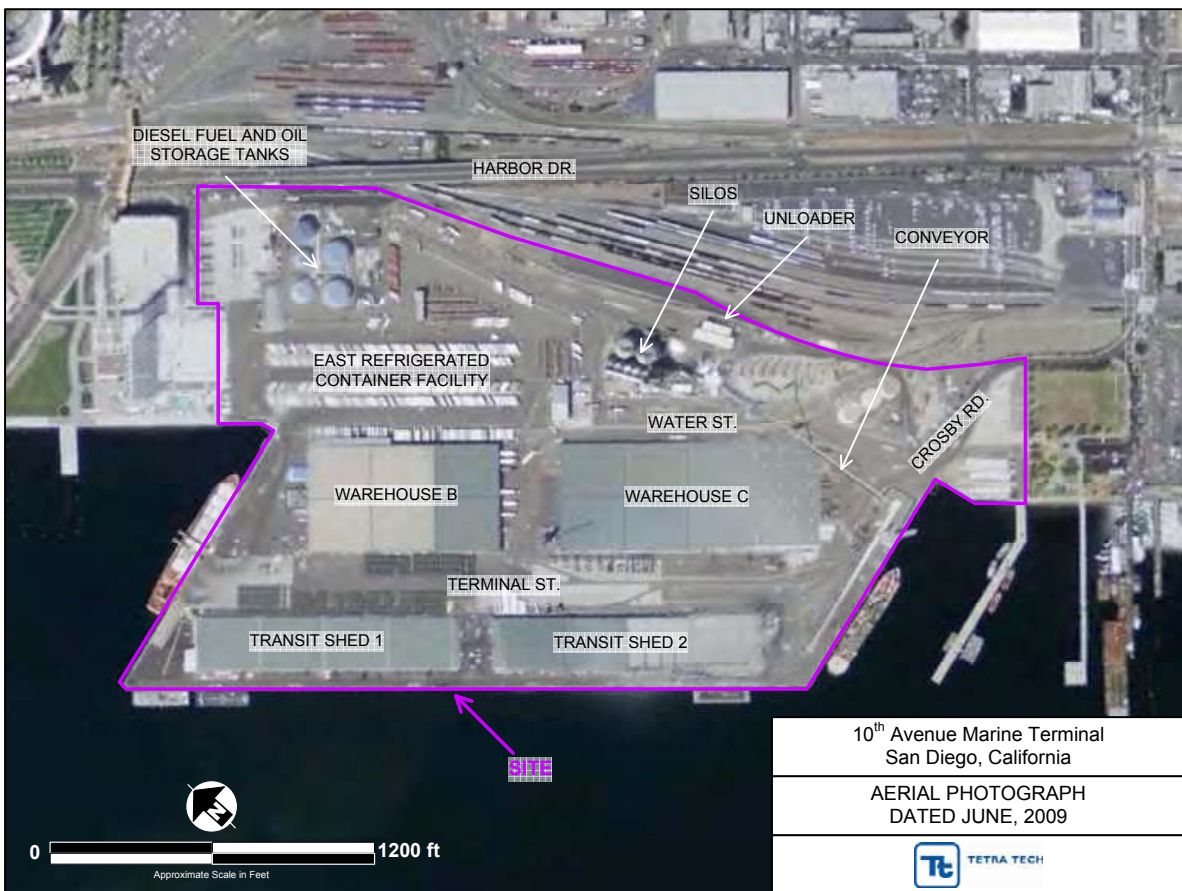 DIESEL FUEL AND OIL
STORAGE TANKS
HARBOR DR.
SILOS
UNLOADER
CONVEYOR
EAST REFRIGERATED
CONTAINER FACILITY
WATER ST.
CROSBY RD.
WAREHOUSE B
WAREHOUSE C
TERMINAL ST.
TRANSIT SHED 1
TRANSIT SHED 2
SITE
N
0
1200 ft
Approximate Scale in Feet
10th Avenue Marine Terminal
San Diego, California
AERIAL PHOTOGRAPH
DATED JUNE, 2009
Tt
TETRA TECH